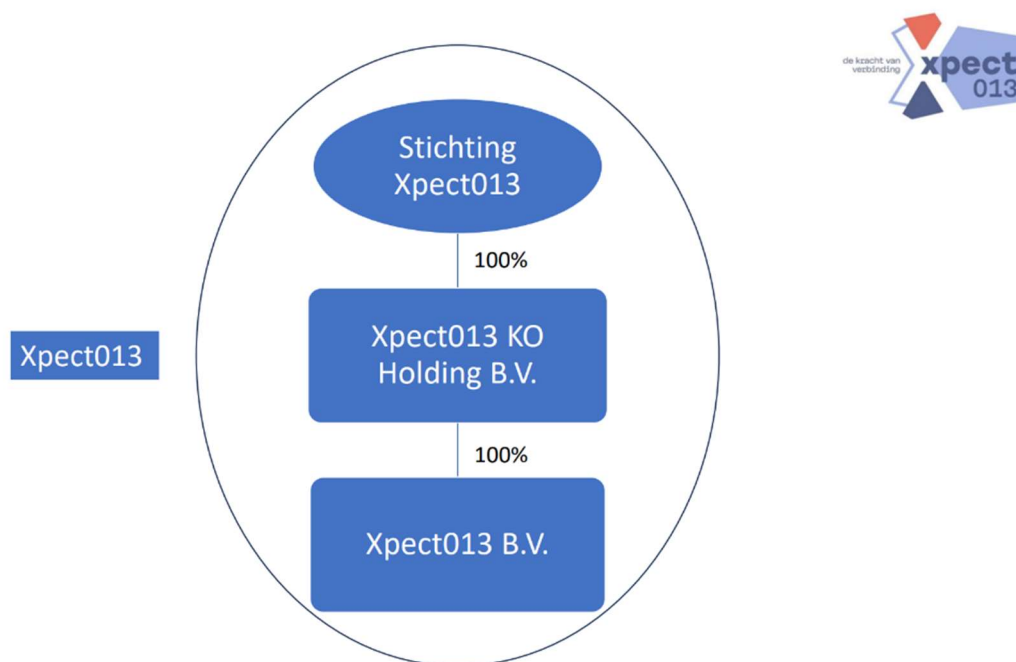 de kracht van
verbinding
xpect
013
Stichting
Xpect013
100%
Xpect013 KO
Holding B.V.
Xpect013
100%
Xpect013 B.V.